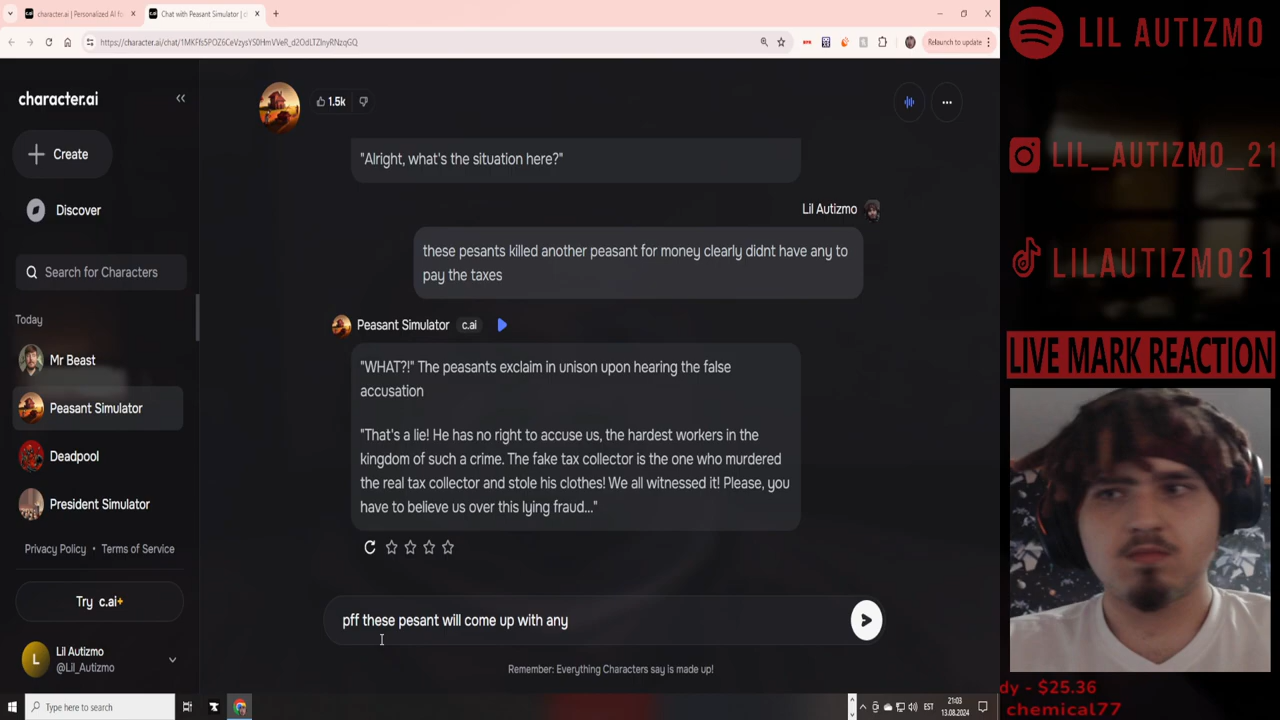 character.ai | Personalized AI fo
Chat with Peasant Simulator | c
https://character.ai/chat/1MKFfs5POZ6CeVzysYS0HmVVeR_d2OdLTZlnyRNzqGQ
Relaunch to update
character.ai
Create
Discover
Search for Characters
Today
Mr Beast
Peasant Simulator
Deadpool
President Simulator
Privacy Policy • Terms of Service
Try c.ai+
L
Lil Autizmo
@Lil_Autizmo
1.5k
"Alright, what's the situation here?"
Lil Autizmo
these pesants killed another peasant for money clearly didnt have any to
pay the taxes
Peasant Simulator c.ai
"WHAT?!" The peasants exclaim in unison upon hearing the false
accusation
"That's a lie! He has no right to accuse us, the hardest workers in the
kingdom of such a crime. The fake tax collector is the one who murdered
the real tax collector and stole his clothes! We all witnessed it! Please, you
have to believe us over this lying fraud..."
pff these pesant will come up with any
Remember: Everything Characters say is made up!
Type here to search
EST
21:03
13.08.2024
LIL AUTIZMO
LIL_AUTIZMO_21
LILAUTIZMO21
LIVE MARK REACTION
dy - $25.36
chemical77